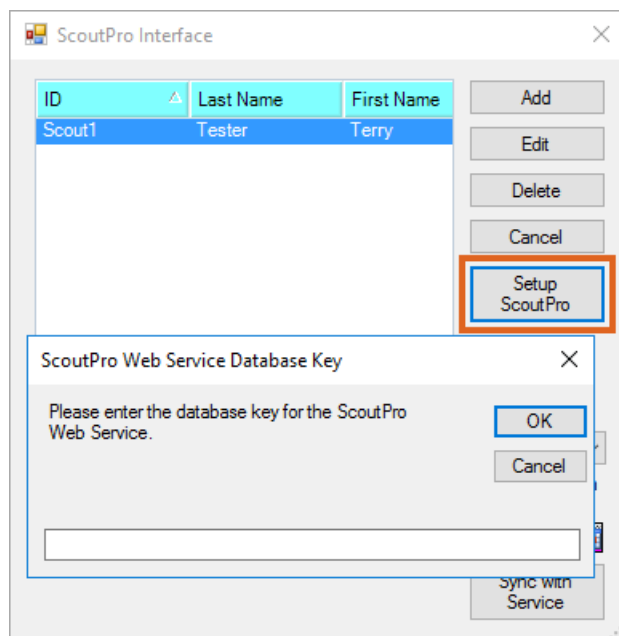 ScoutPro Interface
ID Last Name First Name
Scout1 Tester Terry
Add
Edit
Delete
Cancel
Setup
ScoutPro
ScoutPro Web Service Database Key
Please enter the database key for the ScoutPro
Web Service.
OK
Cancel
Sync with
Service